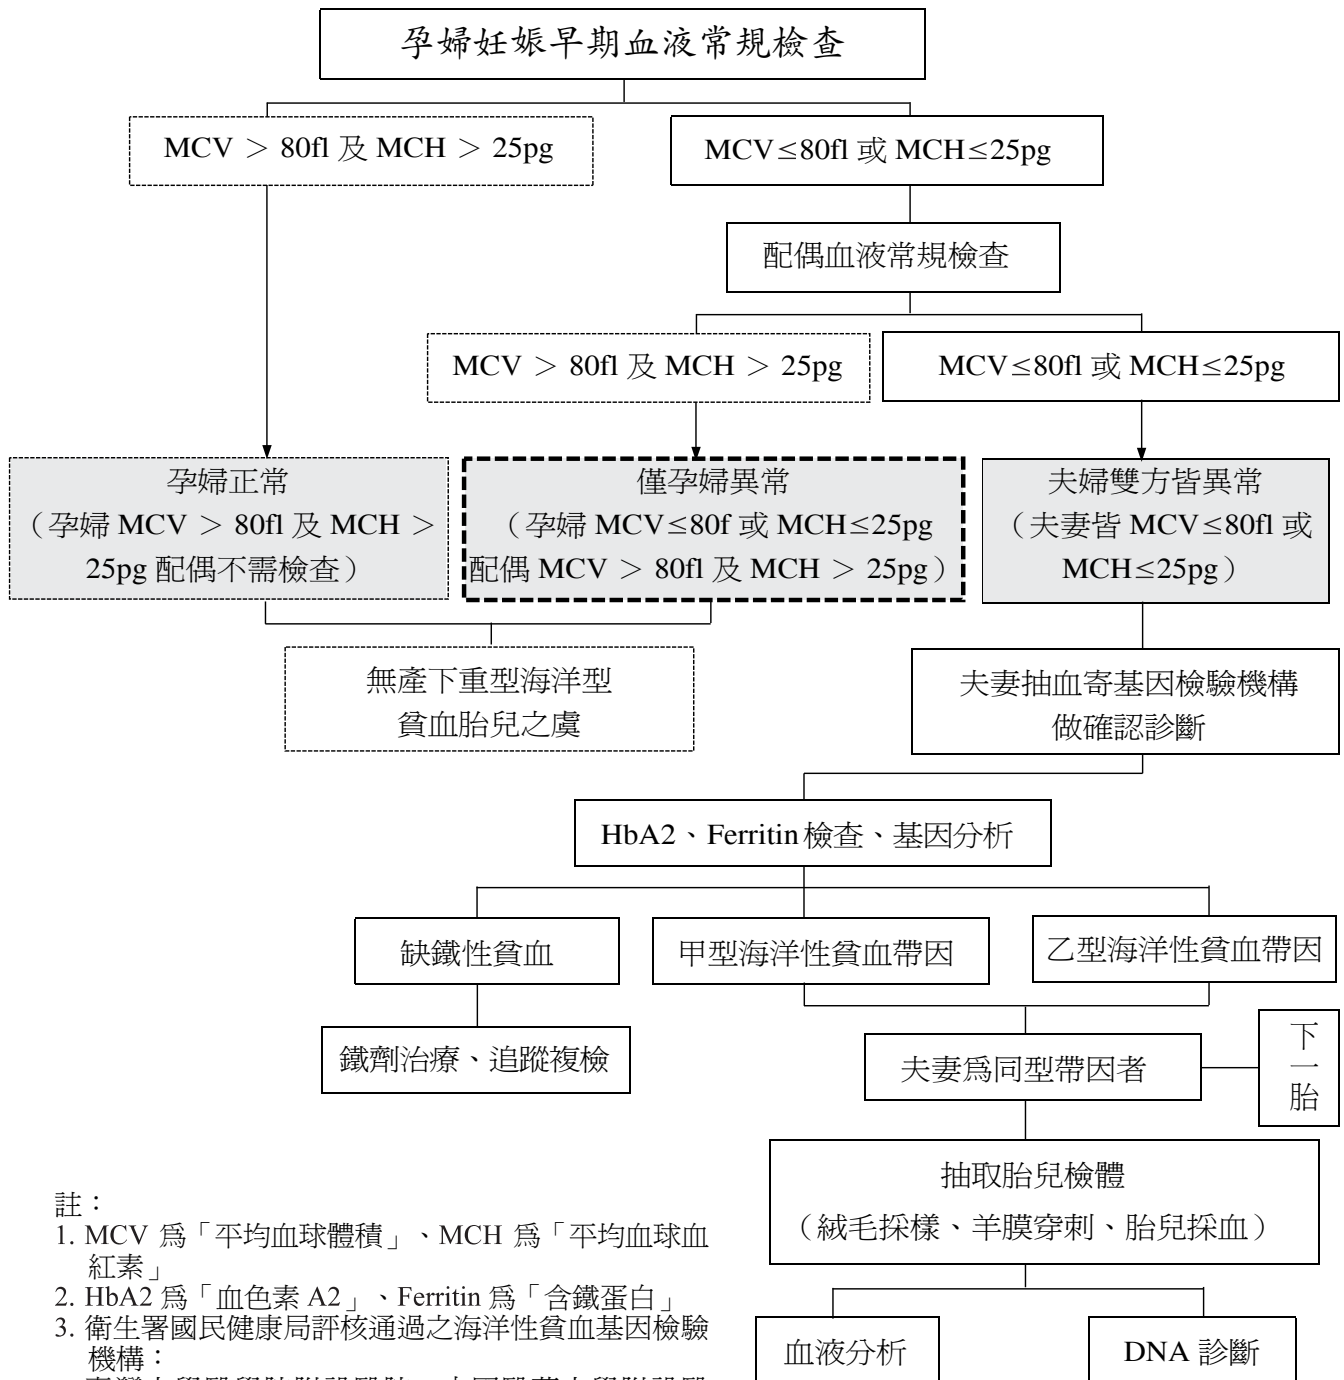 孕婦妊娠早期血液常規檢查
MCV > 80fl 及 MCH > 25pg
MCV≤80fl 或 MCH≤25pg
配偶血液常規檢查
MCV > 80fl 及 MCH > 25pg
MCV≤80fl 或 MCH≤25pg
孕婦正常
（孕婦 MCV > 80fl 及 MCH >
25pg 配偶不需檢查）
僅孕婦異常
（孕婦 MCV≤80f 或 MCH≤25pg
配偶 MCV > 80fl 及 MCH > 25pg）
夫婦雙方皆異常
（夫妻皆 MCV≤80fl 或
MCH≤25pg）
無產下重型海洋型
貧血胎兒之虞
夫妻抽血寄基因檢驗機構
做確認診斷
HbA2、Ferritin 檢查、基因分析
缺鐵性貧血
甲型海洋性貧血帶因
乙型海洋性貧血帶因
鐵劑治療、追蹤複檢
夫妻爲同型帶因者
下
一
胎
抽取胎兒檢體
（絨毛採樣、羊膜穿刺、胎兒採血）
血液分析
DNA 診斷
註：
1. MCV 爲「平均血球體積」、MCH 爲「平均血球血
紅素」
2. HbA2 爲「血色素 A2」、Ferritin 爲「含鐵蛋白」
3. 衛生署國民健康局評核通過之海洋性貧血基因檢驗
機構：